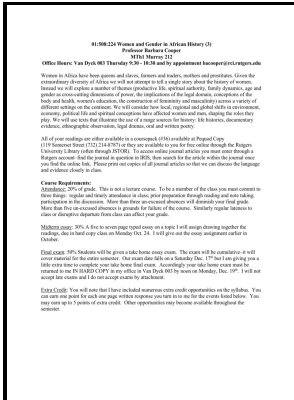 01:508:224 Women and Gender in African History (3)
Professor Barbara Cooper
MTh1 Murray 212
Office Hours: Van Dyck 003 Thursday 9:30 - 10:30 and by appointment bacooper@rci.rutgers.edu
Women in Africa have been queens and slaves, farmers and traders, mothers and prostitutes. Given the
extraordinary diversity of Africa we will not attempt to tell a single story about the history of women.
Instead we will explore a number of themes (productive life, spiritual authority, family dynamics, age and
gender as cross-cutting dimensions of power, the implications of the legal domain, conceptions of the
body and health, women's education, the construction of femininity and masculinity) across a variety of
different settings on the continent. We will consider how local, regional and global shifts in environment,
economy, political life and spiritual conceptions have affected women and men, shaping the roles they
play. We will use texts that illustrate the use of a range sources for history: life histories, documentary
evidence, ethnographic observation, legal dramas, oral and written poetry.
All of your readings are either available in a coursepack (#36) available at Pequod Copy
(119 Somerset Street (732) 214-8787) or they are available to you for free online through the Rutgers
University Library (often through JSTOR). To access online journal articles you must enter through a
Rutgers account- find the journal in question in IRIS, then search for the article within the journal once
you find the online link. Please print out copies of all journal articles so that we can discuss the language
and evidence closely in class.
Course Requirements:
Attendance: 20% of grade. This is not a lecture course. To be a member of the class you must commit to
three things: regular and timely attendance in class; prior preparation through reading and note taking;
participation in the discussion. More than three un-excused absences will diminish your final grade.
More than five un-excused absences is grounds for failure of the course. Similarly regular lateness to
class or disruptive departure from class can affect your grade.
Midterm essay: 30% A five to seven page typed essay on a topic I will assign drawing together the
readings, due in hard copy in class on Monday Oct. 24. I will give out the essay assignment earlier in
October.
Final exam: 50% Students will be given a take home essay exam. The exam will be cumulative-it will
cover material for the entire semester. Our exam date falls on a Saturday Dec. 17th but I am giving you a
little extra time to complete your take home final exam. Accordingly your take home exam must be
returned to me IN HARD COPY in my office in Van Dyck 003 by noon on Monday, Dec. 19th. I will not
accept late exams and I do not accept exams by attachment.
Extra Credit: You will note that I have included numerous extra credit opportunities on the syllabus. You
can earn one point for each one page written response you turn in to me for the events listed below. You
may earn up to 5 points of extra credit. Other opportunities may become available throughout the
semester.